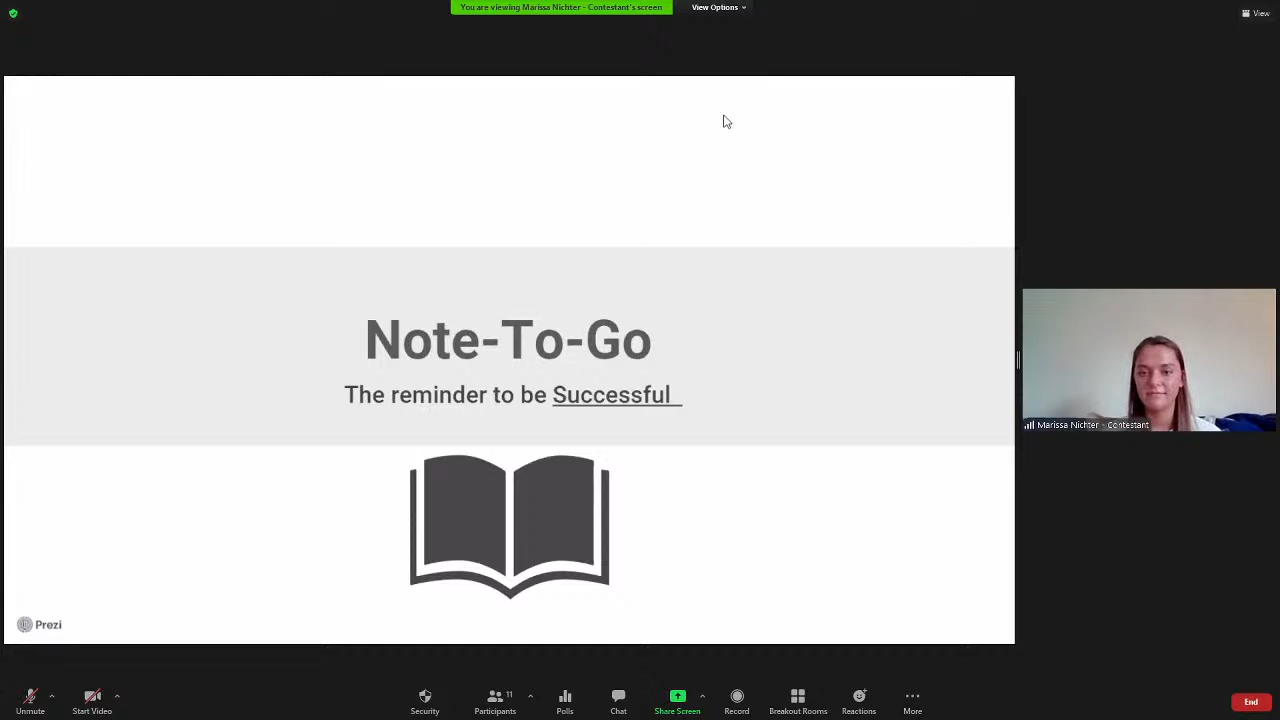 You are viewing Marissa Nichter - Contestant's screen
View Options
View
Note-To-Go
The reminder to be Successful
Marissa Nichter - Contestant
Prezi
Unmute
Start Video
Security
Participants
11
Polls
Chat
Share Screen
Record
Breakout Rooms
Reactions
More
End